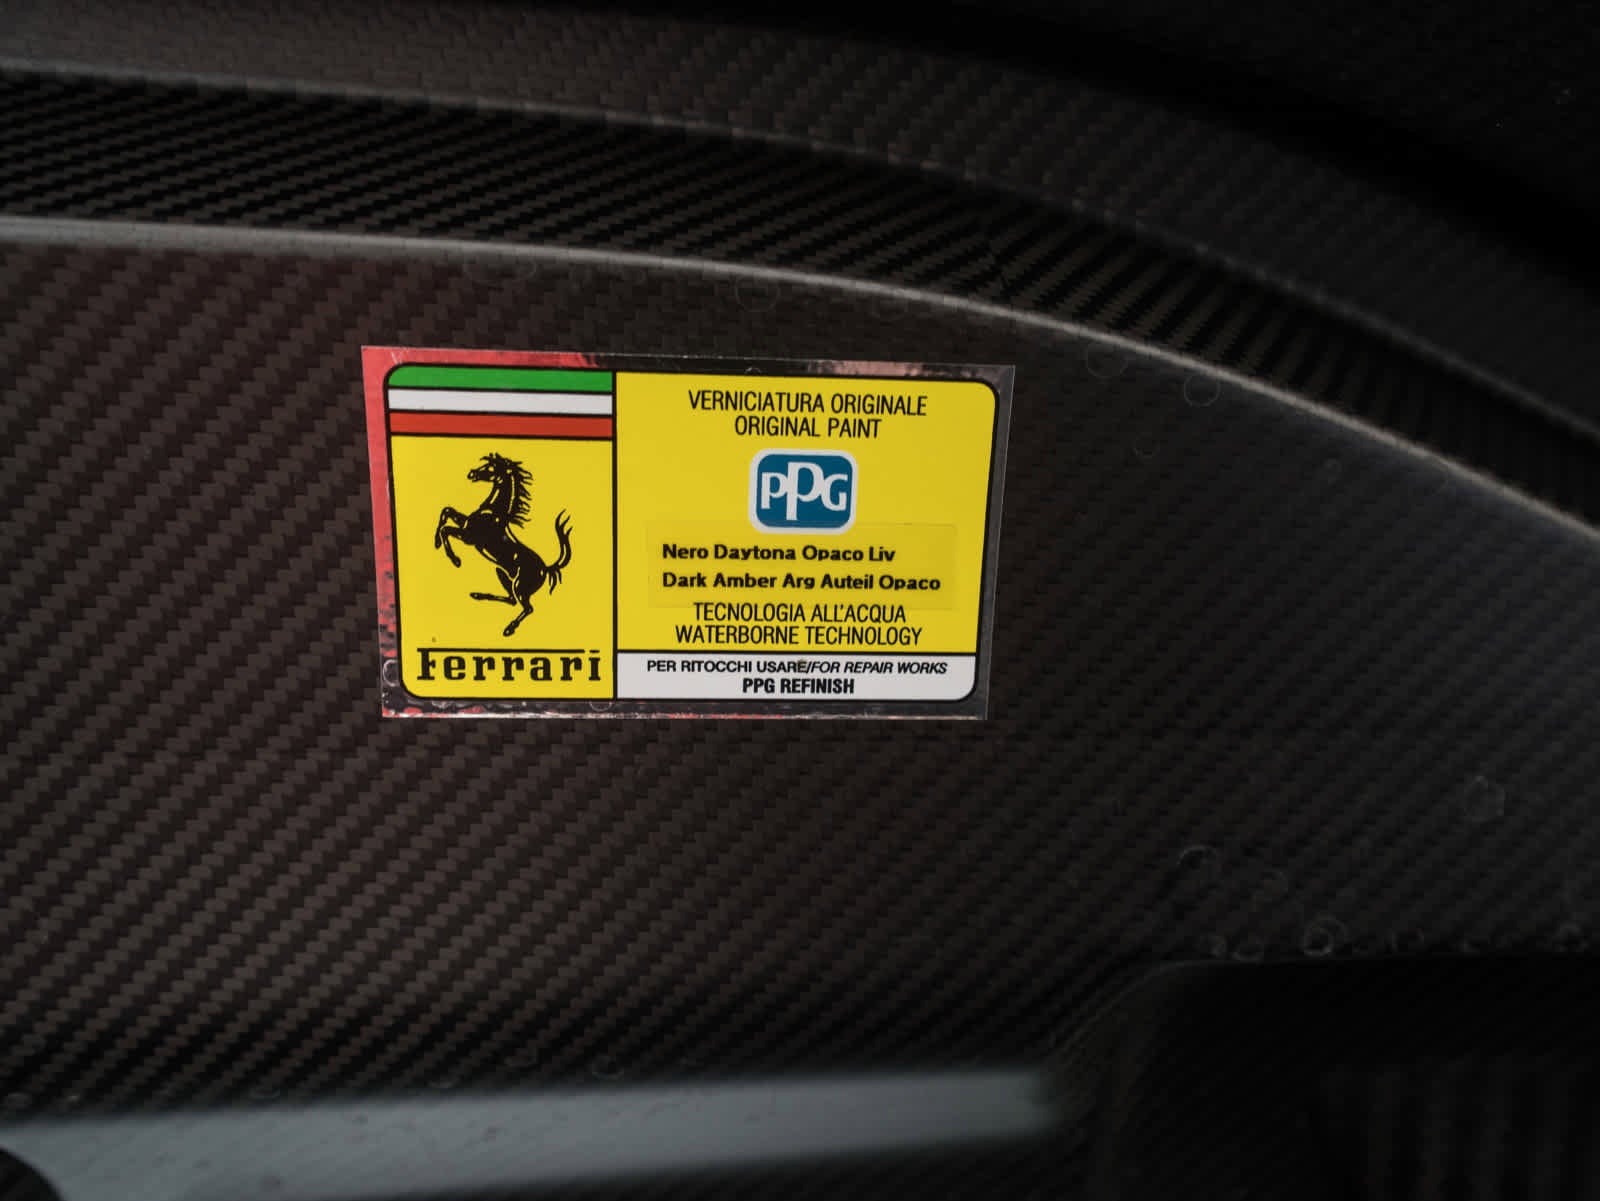 VERNICIATURA ORIGINALE
ORIGINAL PAINT
PPG
Nero Daytona Opaco Liv
Dark Amber Arg Auteil Opaco
TECNOLOGIA ALL'ACQUA
WATERBORNE TECHNOLOGY
Ferrari
PER RITOCCHI USARE/FOR REPAIR WORKS
PPG REFINISH